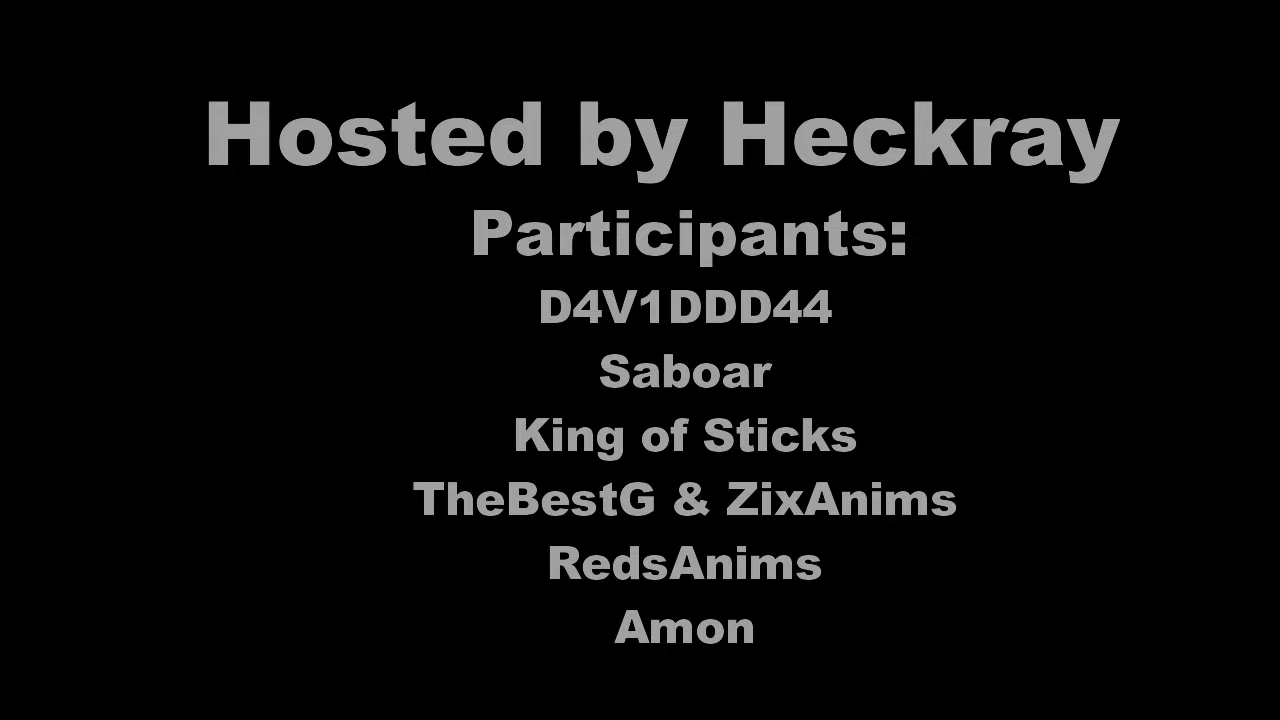 Hosted by Heckray
Participants:
D4V1DDD44
Saboar
King of Sticks
TheBestG & ZixAnims
RedsAnims
Amon